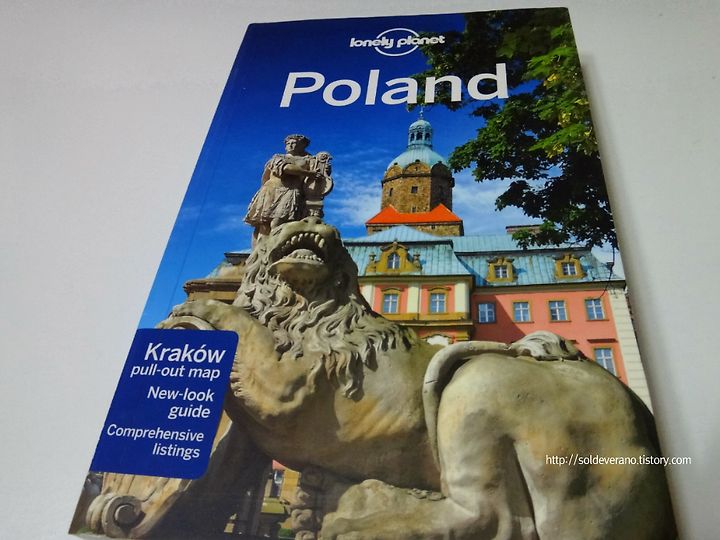 lonely planet
Poland
Kraków
pull-out map
New-look
guide
Comprehensive
listings
http://soldeverano.tistory.com